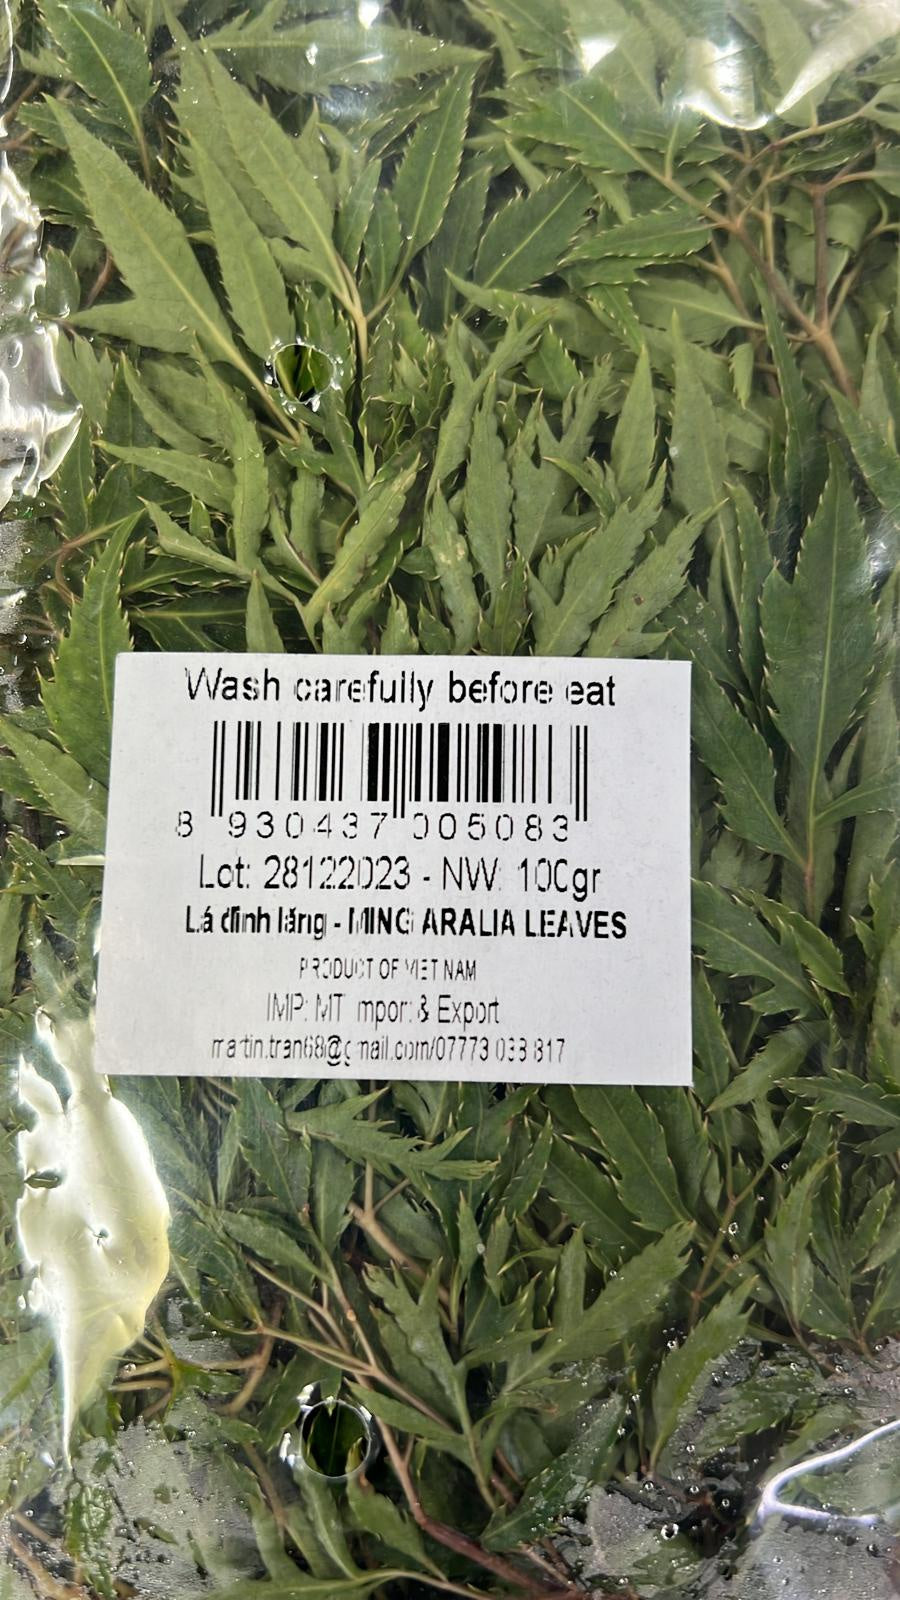 Wash carefully before eat
8 930437 005083
Lot: 28122023 - NW: 100gr
Lá đinh lăng - MING ARALIA LEAVES
PRODUCT OF VIET NAM
IMP: MT Import & Export
martin.tran68@gmail.com/07773 038 817